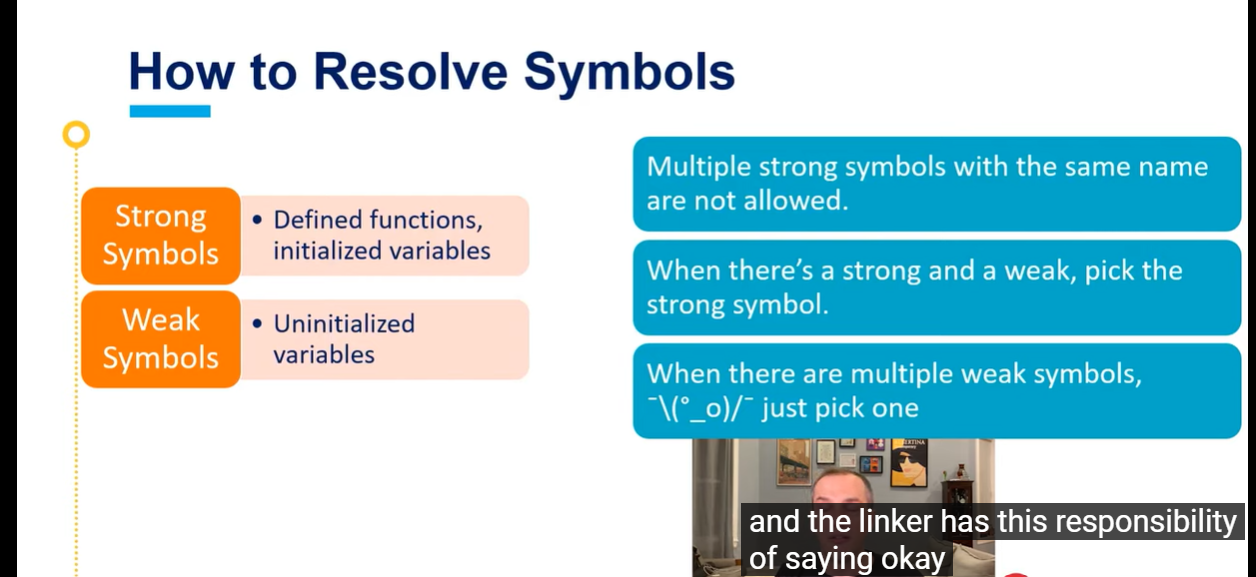 How to Resolve Symbols
Strong
Symbols
• Defined functions,
initialized variables
Weak
Symbols
• Uninitialized
variables
Multiple strong symbols with the same name
are not allowed.
When there's a strong and a weak, pick the
strong symbol.
When there are multiple weak symbols,
¯\(°_o)/¯ just pick one
and the linker has this responsibility
of saying okay